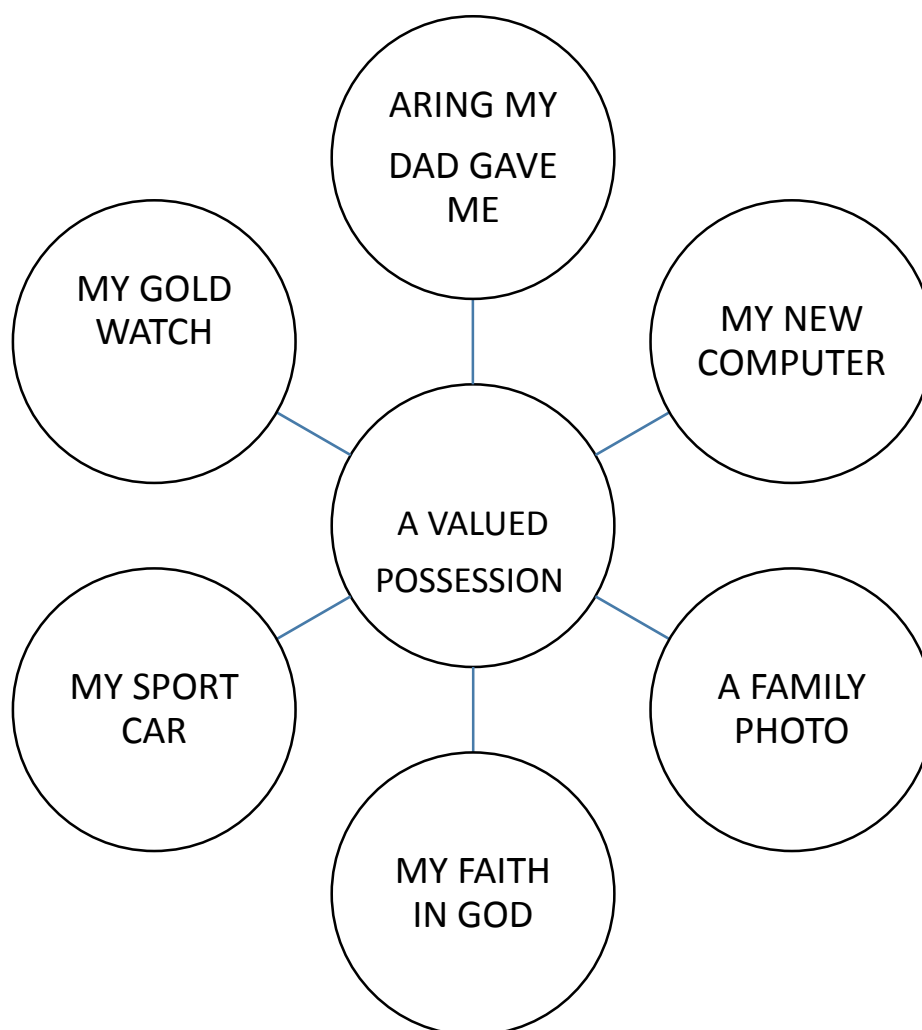 ARING MY
DAD GAVE
ME
MY GOLD
WATCH
MY NEW
COMPUTER
A VALUED
POSSESSION
MY SPORT
CAR
A FAMILY
PHOTO
MY FAITH
IN GOD